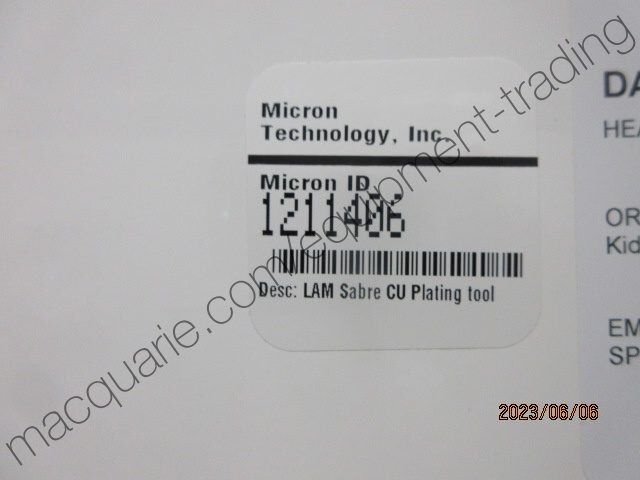 Micron
Technology, Inc.
Micron ID
1211406
Desc: LAM Sabre CU Plating tool
DA
HEA
OR
Kid
EM
SP
macquarie.com/equipment-trading
2023/06/06